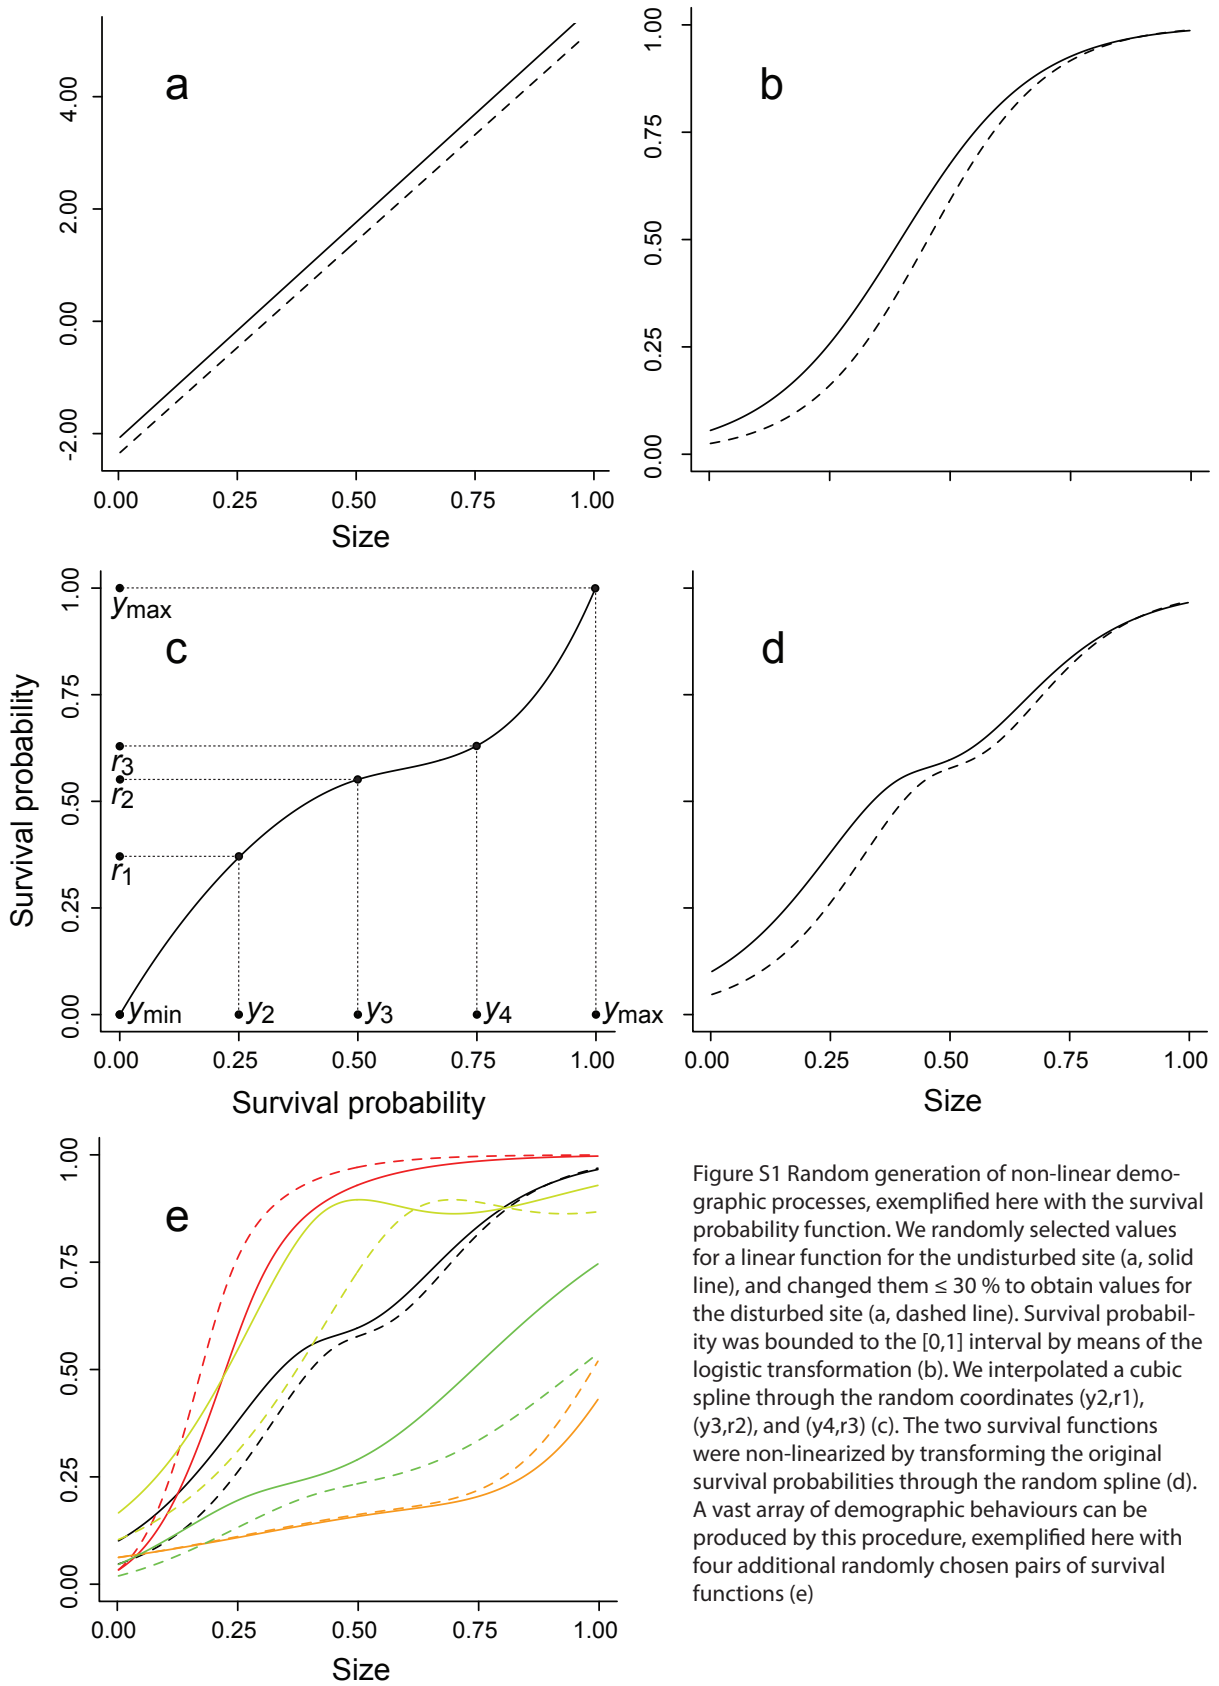 a
4.00
2.00
0.00
-2.00
0.00 0.25 0.50 0.75 1.00
Size
b
1.00
0.75
0.50
0.25
0.00
c
Survival probability
1.00
0.75
0.50
0.25
0.00
ymax
r3
r2
r1
ymin y2 y3 y4 ymax
0.00 0.25 0.50 0.75 1.00
Survival probability
d
0.00 0.25 0.50 0.75 1.00
Size
e
1.00
0.75
0.50
0.25
0.00
0.00 0.25 0.50 0.75 1.00
Size
Figure S1 Random generation of non-linear demo-
graphic processes, exemplified here with the survival
probability function. We randomly selected values
for a linear function for the undisturbed site (a, solid
line), and changed them ≤ 30 % to obtain values for
the disturbed site (a, dashed line). Survival probabil-
ity was bounded to the [0,1] interval by means of the
logistic transformation (b). We interpolated a cubic
spline through the random coordinates (y2,r1),
(y3,r2), and (y4,r3) (c). The two survival functions
were non-linearized by transforming the original
survival probabilities through the random spline (d).
A vast array of demographic behaviours can be
produced by this procedure, exemplified here with
four additional randomly chosen pairs of survival
functions (e)